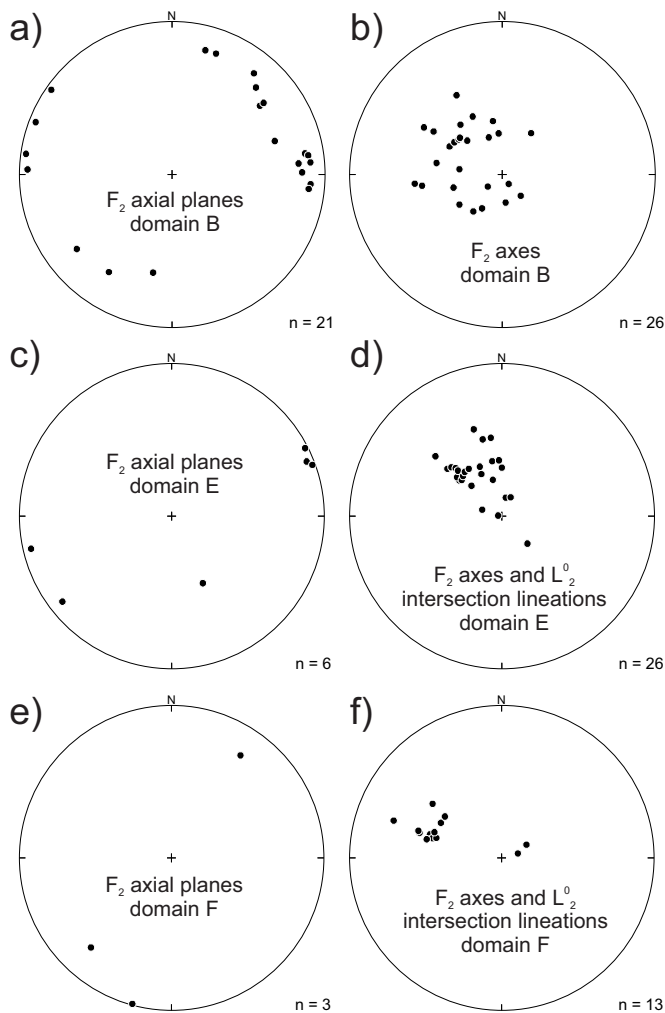 a)
N
F₂ axial planes
domain B
n = 21
b)
N
F₂ axes
domain B
n = 26
c)
N
F₂ axial planes
domain E
n = 6
d)
N
F₂ axes and L⁰₂
intersection lineations
domain E
n = 26
e)
N
F₂ axial planes
domain F
n = 3
f)
N
F₂ axes and L⁰₂
intersection lineations
domain F
n = 13